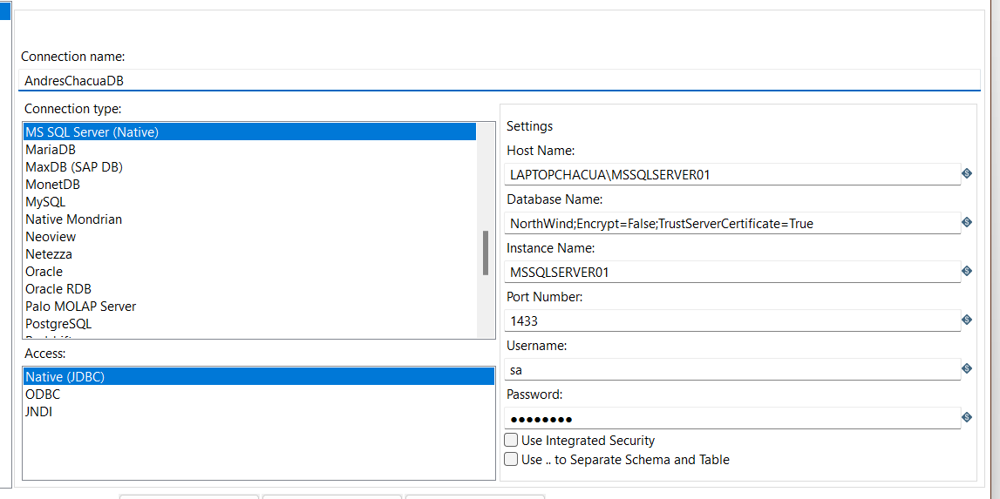 Connection name:
AndresChacuaDB
Connection type:
MS SQL Server (Native)
MariaDB
MaxDB (SAP DB)
MonetDB
MySQL
Native Mondrian
Neoview
Netezza
Oracle
Oracle RDB
Palo MOLAP Server
PostgreSQL
Access:
Native (JDBC)
ODBC
JNDI
Settings
Host Name:
LAPTOPCHACUA\MSSQLSERVER01
Database Name:
NorthWind;Encrypt=False;TrustServerCertificate=True
Instance Name:
MSSQLSERVER01
Port Number:
1433
Username:
sa
Password:
●●●●●●●●
Use Integrated Security
Use .. to Separate Schema and Table